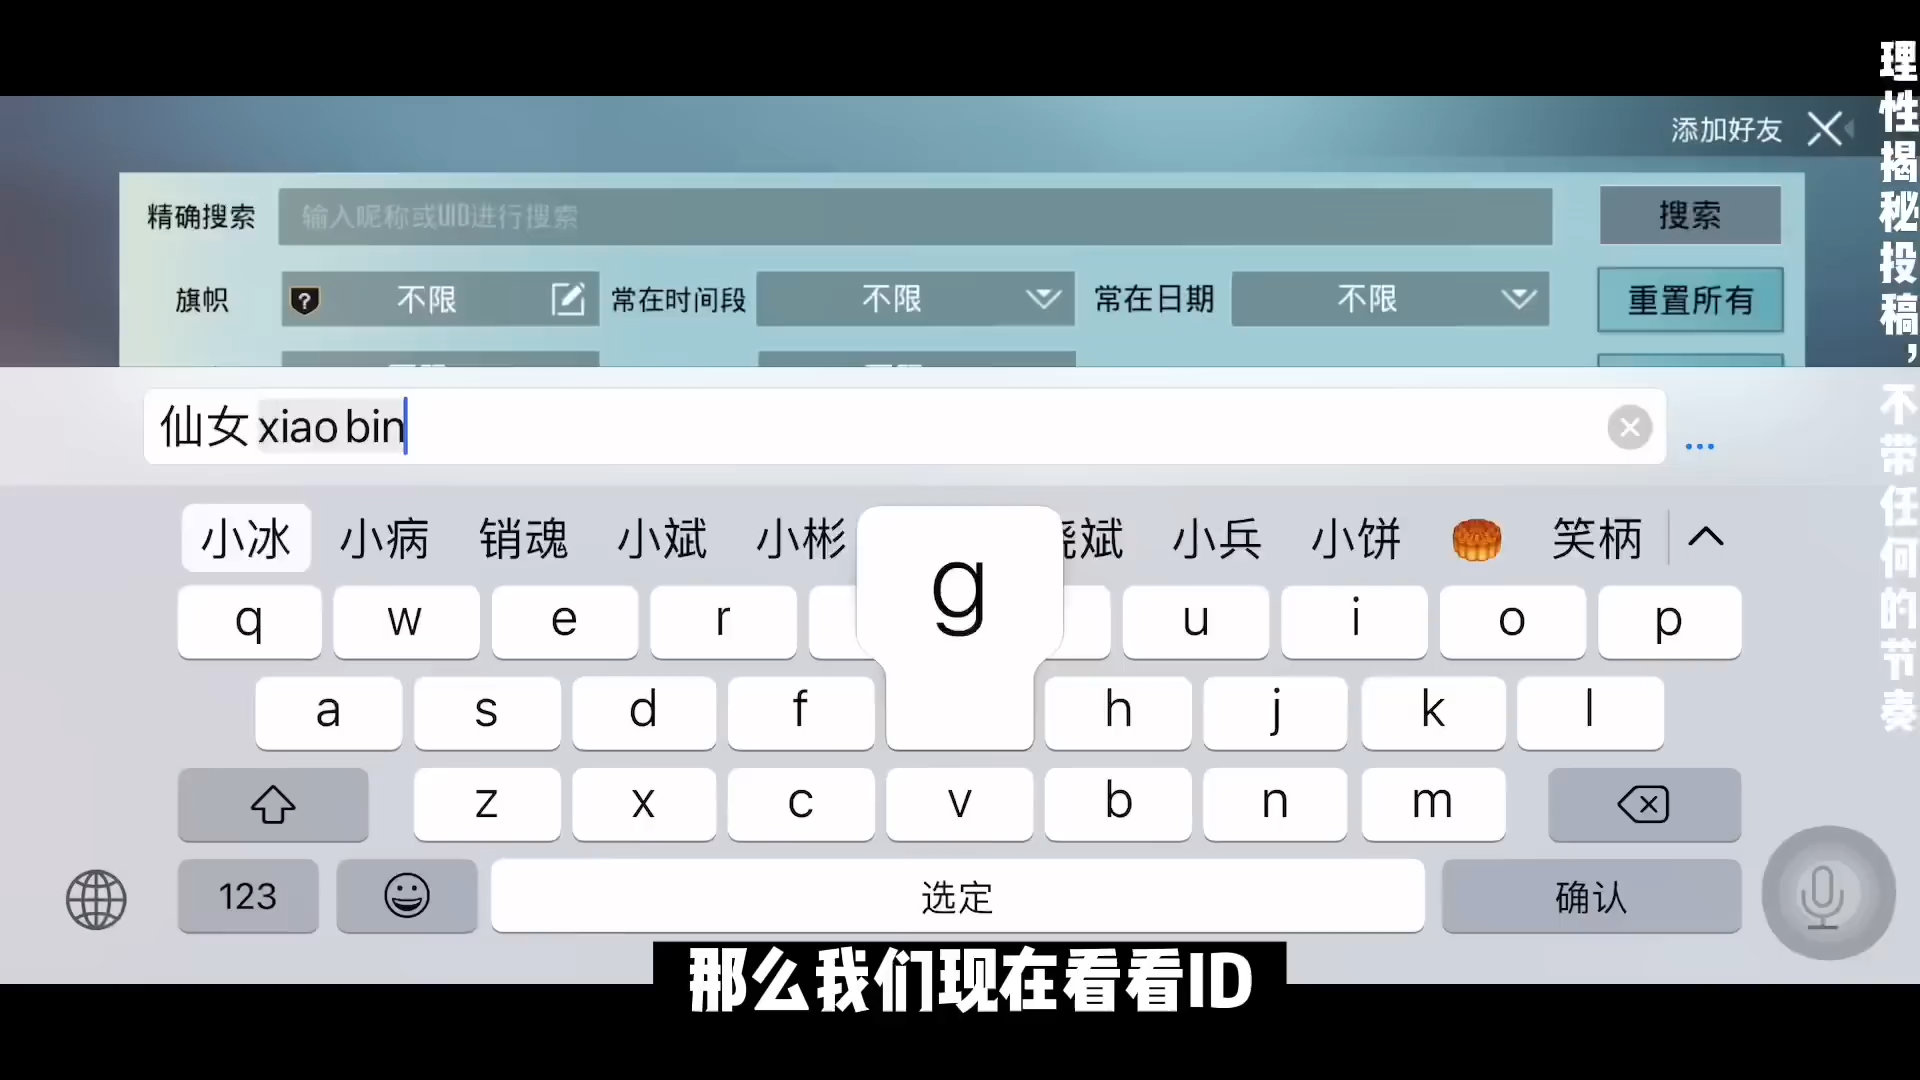 添加好友
精确搜索 输入昵称或UID进行搜索 搜索
旗帜 ? 不限 常在时间段 不限 常在日期 不限 重置所有
仙女xiao bin
小冰 小病 销魂 小斌 小彬 晓斌 小兵 小饼 笑柄
q w e r u i o p
g
a s d f h j k l
z x c v b n m
123 选定 确认
那么我们现在看看ID
理性揭秘投稿，不带任何的节奏